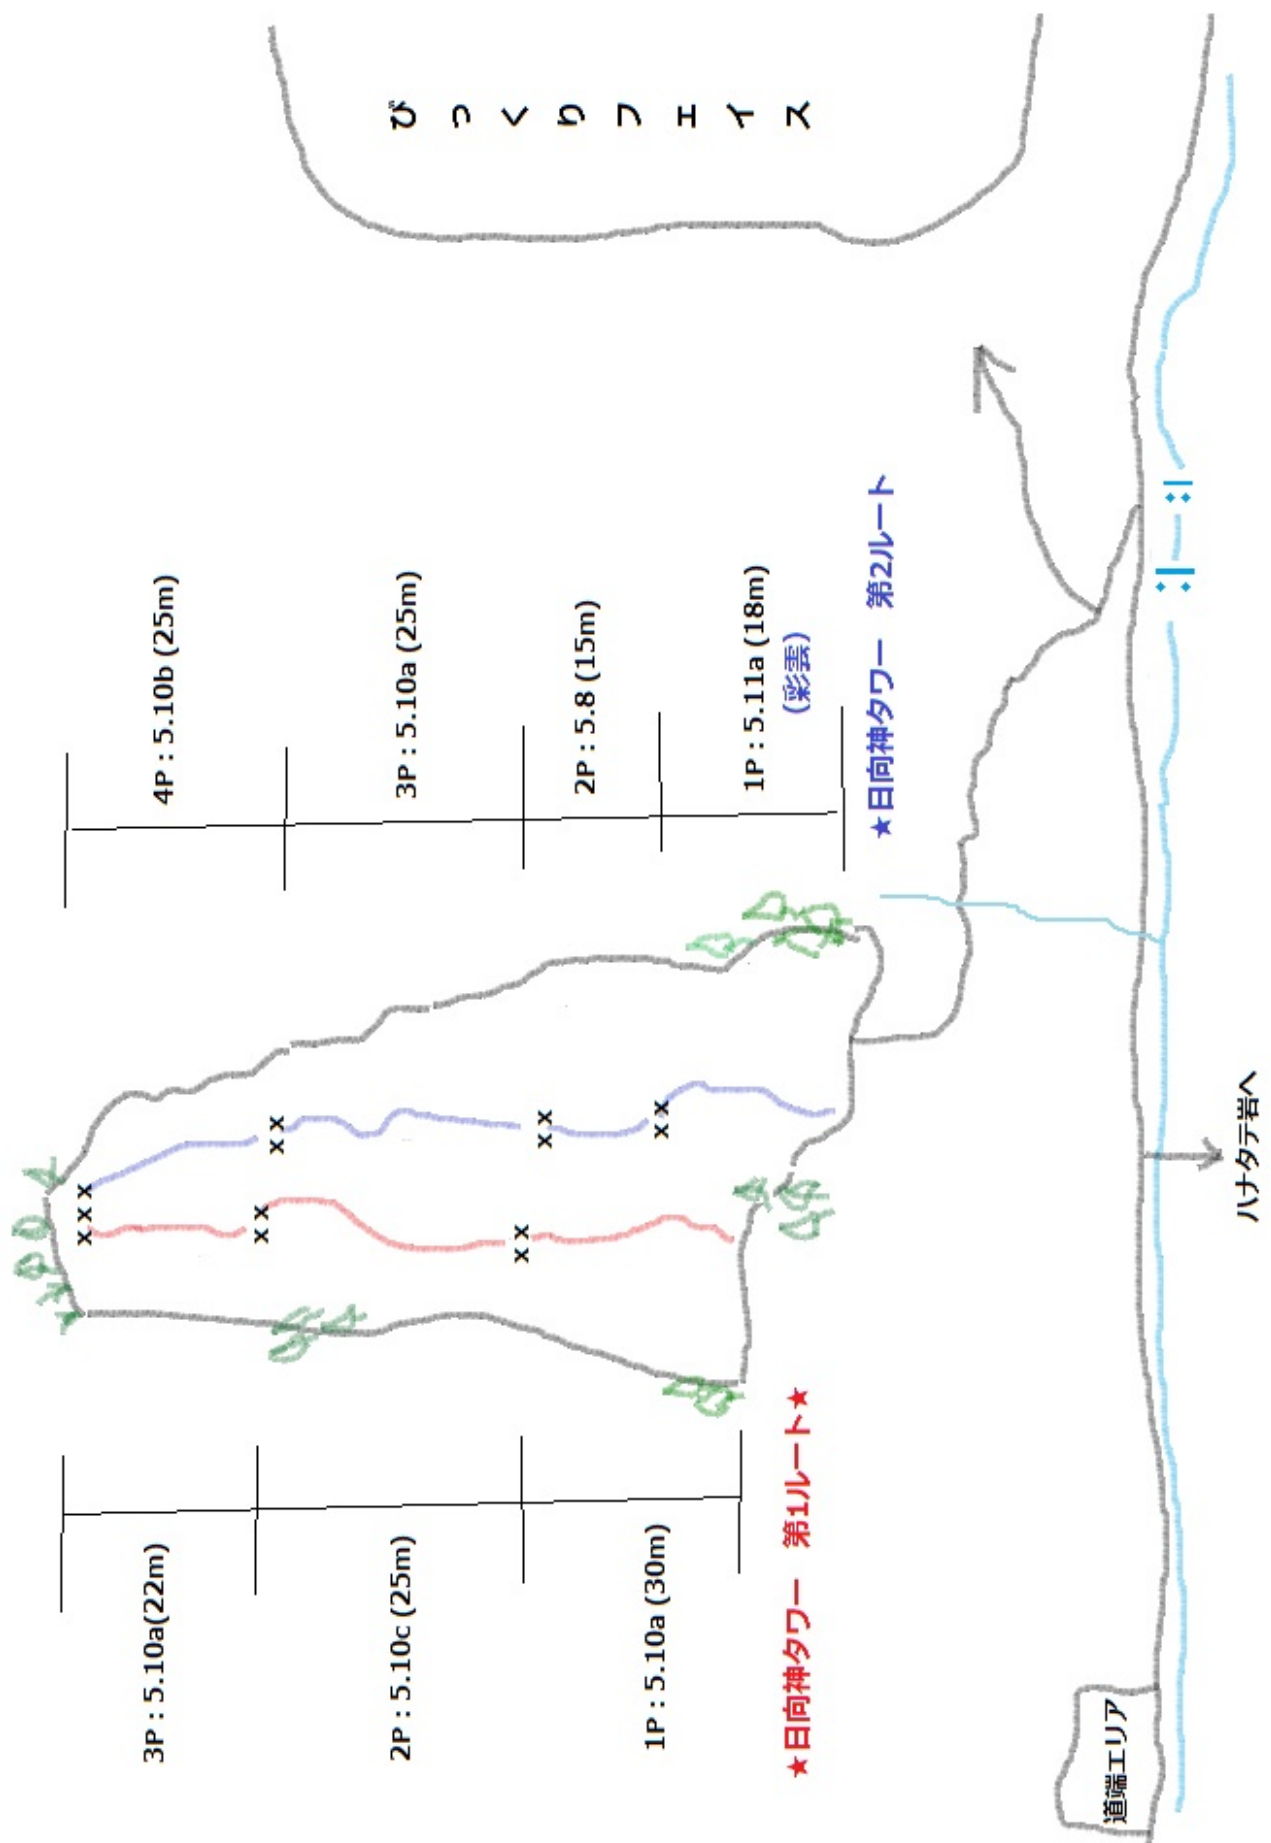 びっくりフェイス
4P : 5.10b (25m)
3P : 5.10a (25m)
2P : 5.8 (15m)
1P : 5.11a (18m)
(彩雲)
★日向神タワー 第2ルート
x x x
x x
x x
x x
x x
x x
3P : 5.10a(22m)
2P : 5.10c (25m)
1P : 5.10a (30m)
★日向神タワー 第1ルート★
道端エリア
ハナタテ岩へ